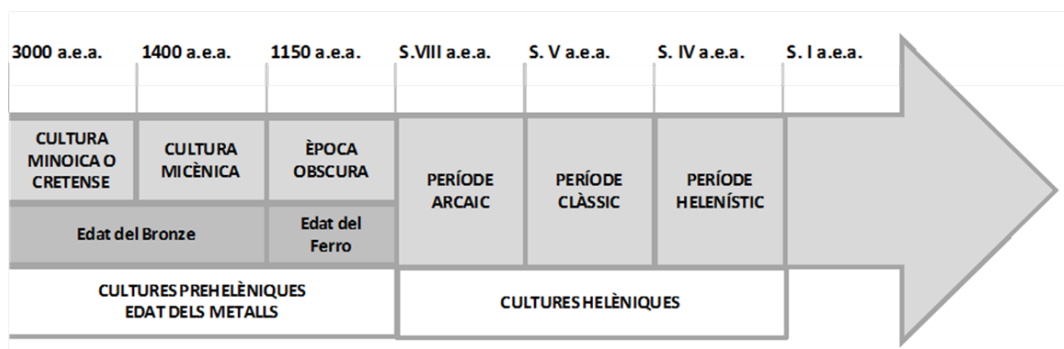 3000 a.e.a.
1400 a.e.a.
1150 a.e.a.
S.VIII a.e.a.
S. V a.e.a.
S. IV a.e.a.
S. I a.e.a.
CULTURA
MINOICA O
CRETENSE
CULTURA
MICÈNICA
ÈPOCA
OBSCURA
PERÍODE
ARCAIC
PERÍODE
CLÀSSIC
PERÍODE
HELENÍSTIC
Edat del Bronze
Edat del
Ferro
CULTURES PREHELÈNIQUES
EDAT DELS METALLS
CULTURES HELÈNIQUES